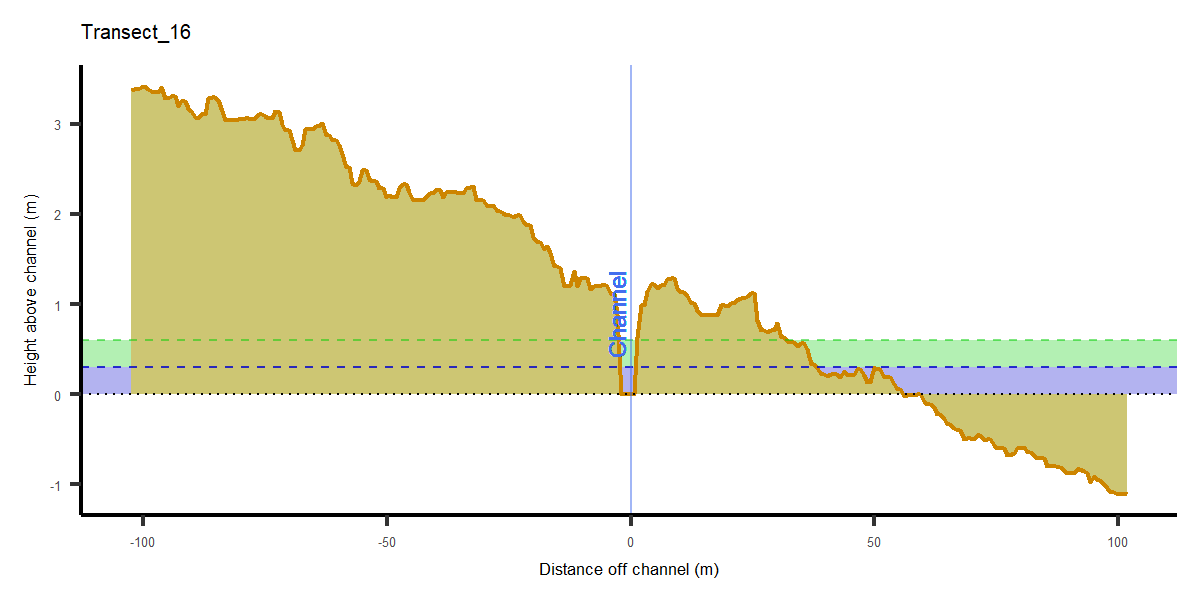 Transect_16
Height above channel (m)
3
2
1
0
-1
Channel
-100
-50
0
50
100
Distance off channel (m)